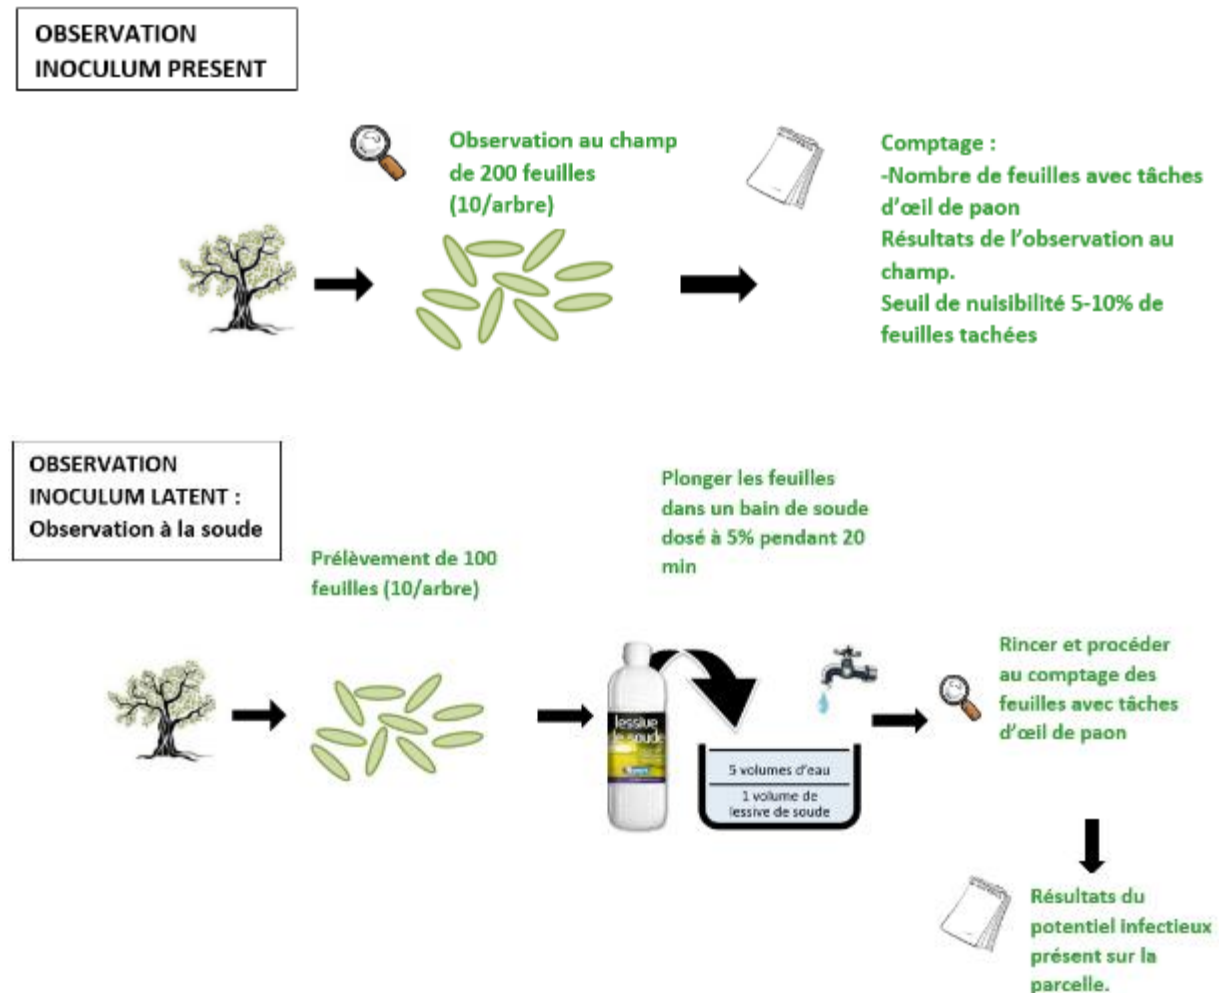 OBSERVATION
INOCULUM PRESENT
Observation au champ
de 200 feuilles
(10/arbre)
Comptage :
-Nombre de feuilles avec tâches
d'œil de paon
Résultats de l'observation au
champ.
Seuil de nuisibilité 5-10% de
feuilles tachées
OBSERVATION
INOCULUM LATENT :
Observation à la soude
Prélèvement de 100
feuilles (10/arbre)
Plonger les feuilles
dans un bain de soude
dosé à 5% pendant 20
min
lessive
de soude
5 volumes d'eau
1 volume de
lessive de soude
Rincer et procéder
au comptage des
feuilles avec tâches
d'œil de paon
Résultats du
potentiel infectieux
présent sur la
parcelle.